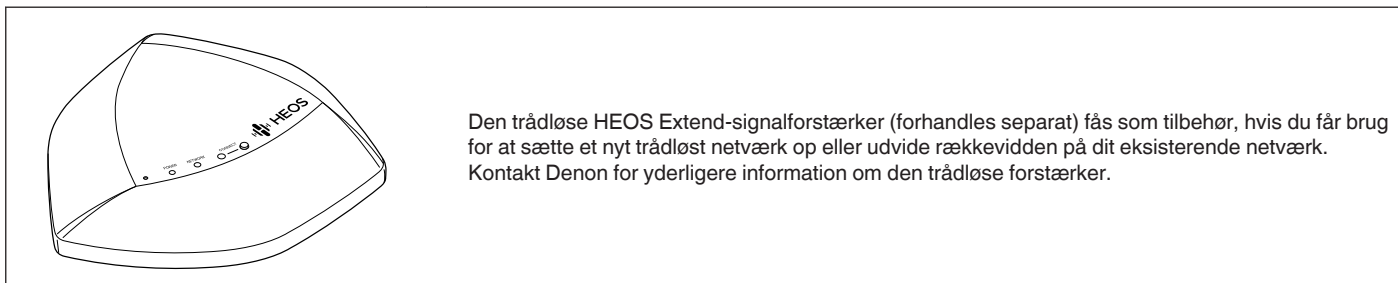 POWER
NETWORK
CONNECT
HEOS
Den trådløse HEOS Extend-signalforstærker (forhandles separat) fås som tilbehør, hvis du får brug
for at sætte et nyt trådløst netværk op eller udvide rækkevidden på dit eksisterende netværk.
Kontakt Denon for yderligere information om den trådløse forstærker.